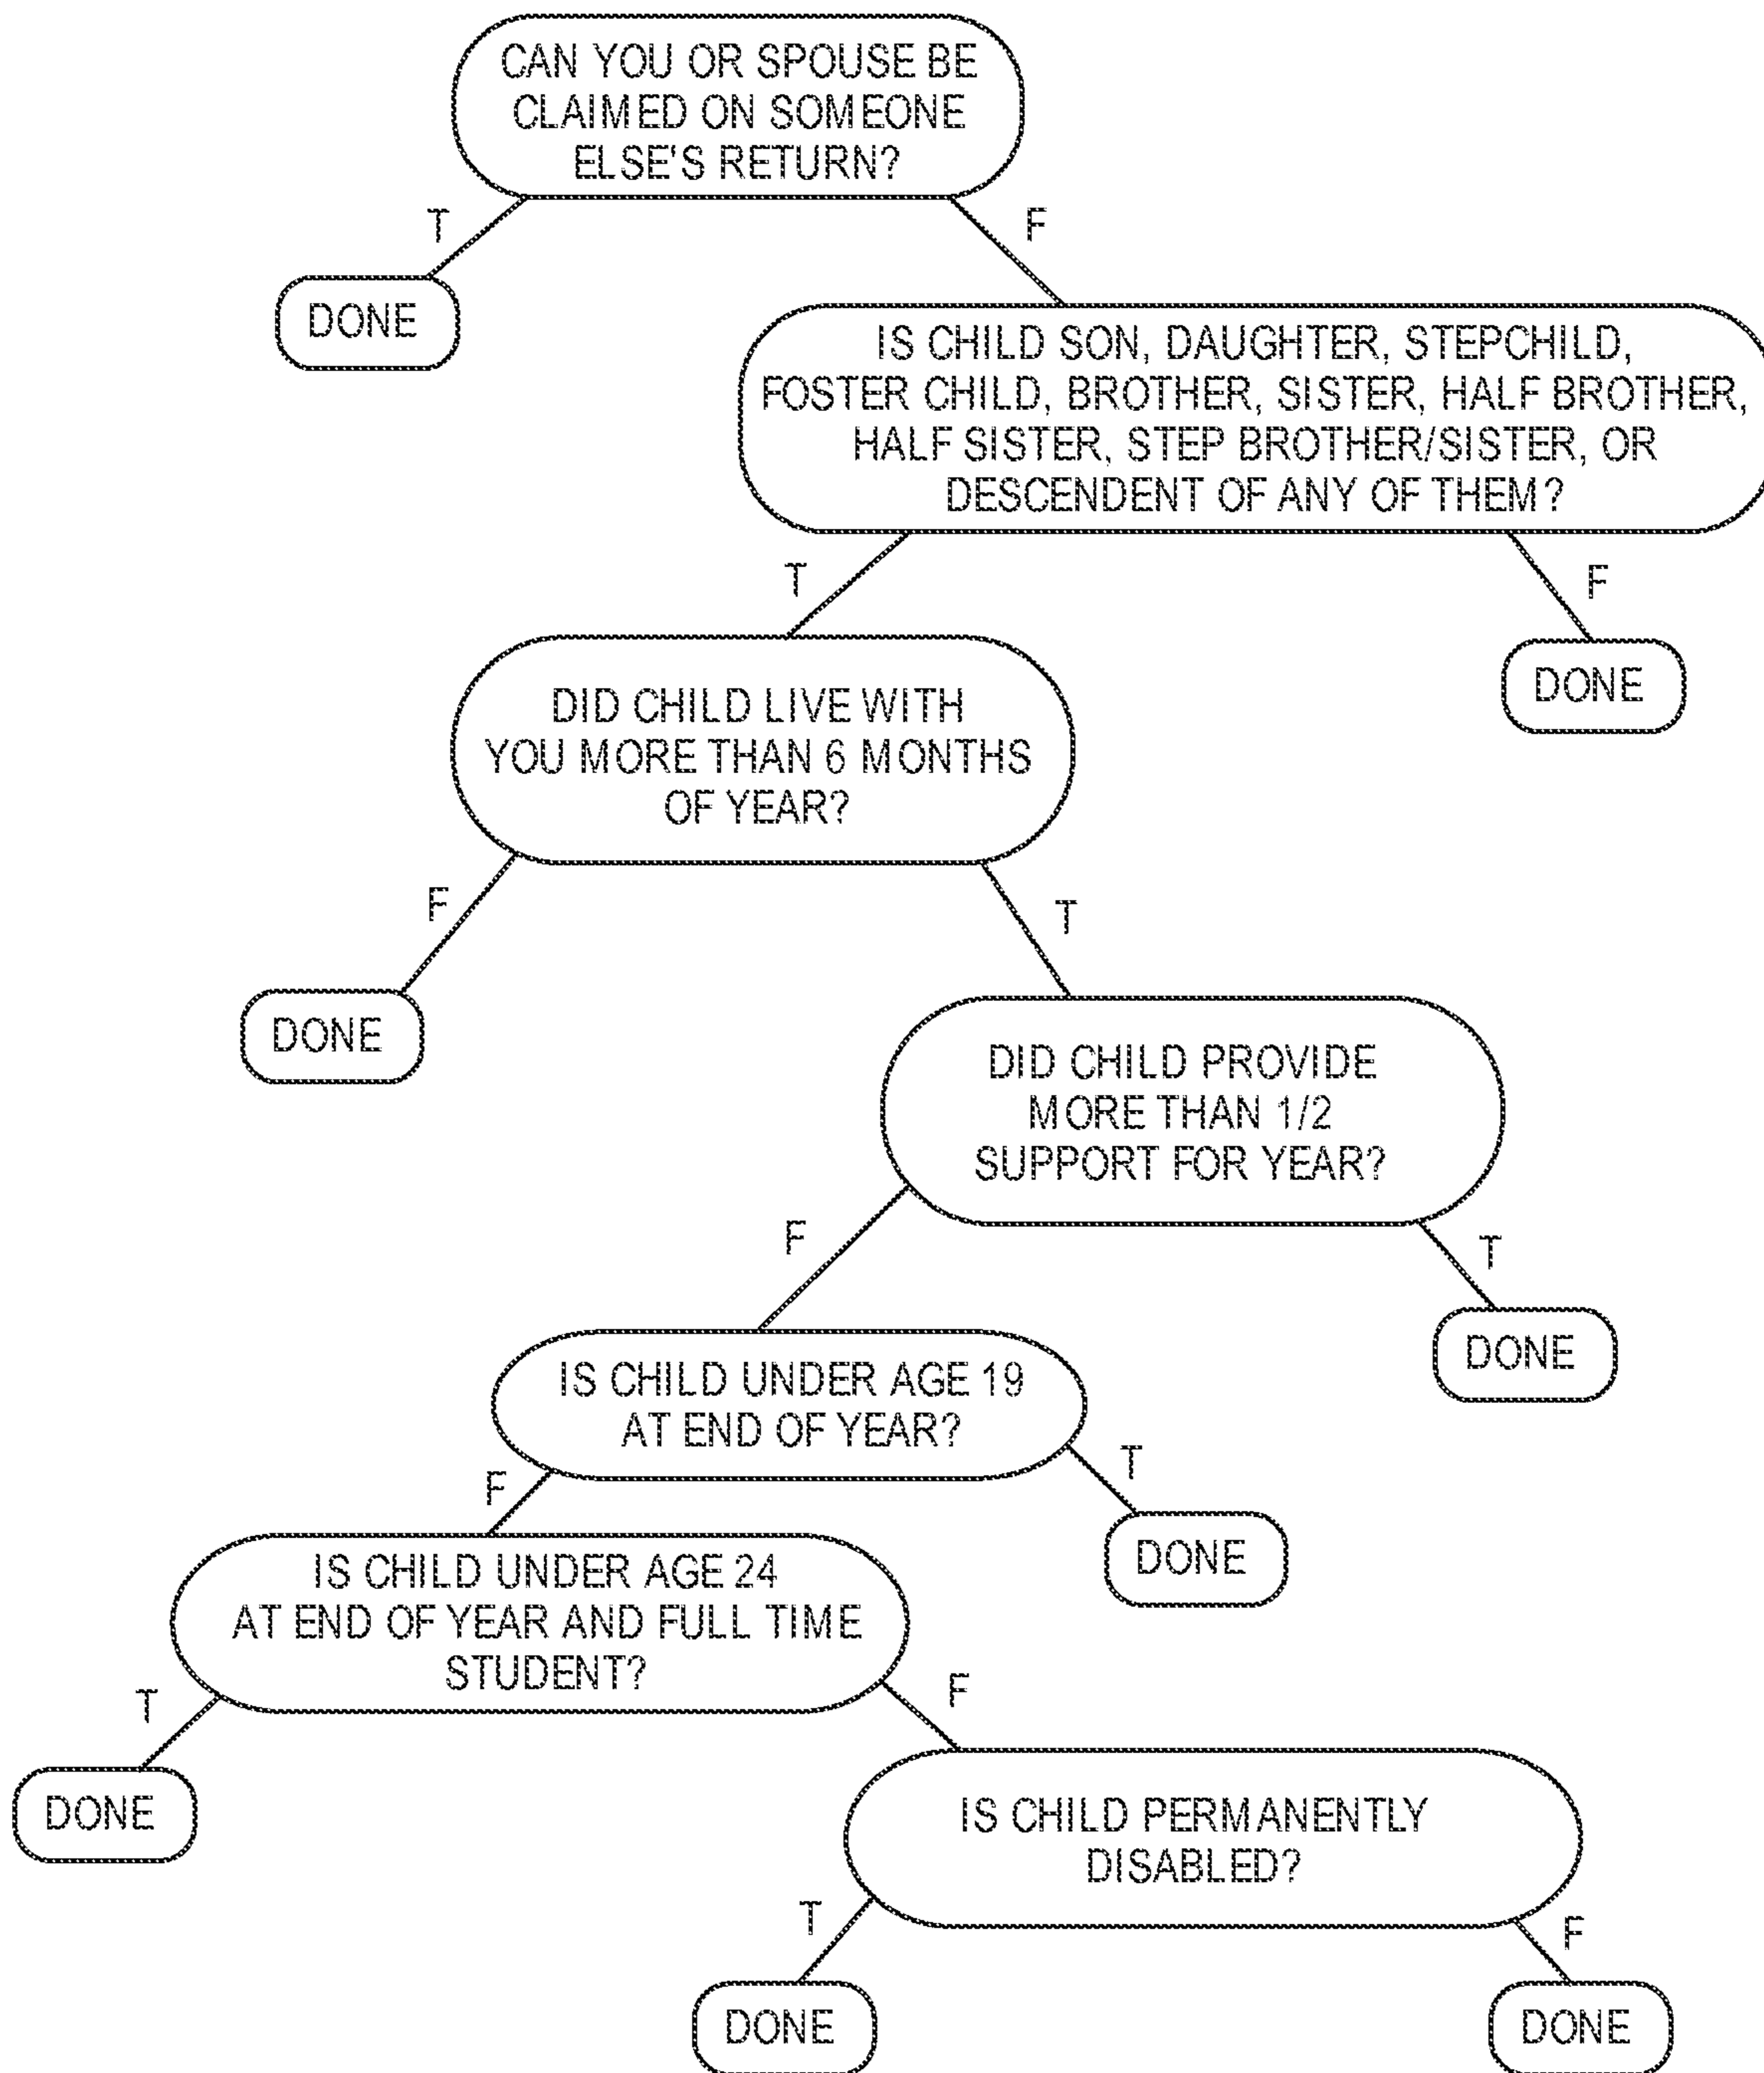 CAN YOU OR SPOUSE BE
CLAIMED ON SOMEONE
ELSE'S RETURN?
T
F
DONE
IS CHILD SON, DAUGHTER, STEPCHILD,
FOSTER CHILD, BROTHER, SISTER, HALF BROTHER,
HALF SISTER, STEP BROTHER/SISTER, OR
DESCENDENT OF ANY OF THEM?
T
F
DID CHILD LIVE WITH
YOU MORE THAN 6 MONTHS
OF YEAR?
DONE
F
T
DONE
DID CHILD PROVIDE
MORE THAN 1/2
SUPPORT FOR YEAR?
F
T
IS CHILD UNDER AGE 19
AT END OF YEAR?
DONE
F
T
DONE
IS CHILD UNDER AGE 24
AT END OF YEAR AND FULL TIME
STUDENT?
T
F
DONE
IS CHILD PERMANENTLY
DISABLED?
T
F
DONE
DONE